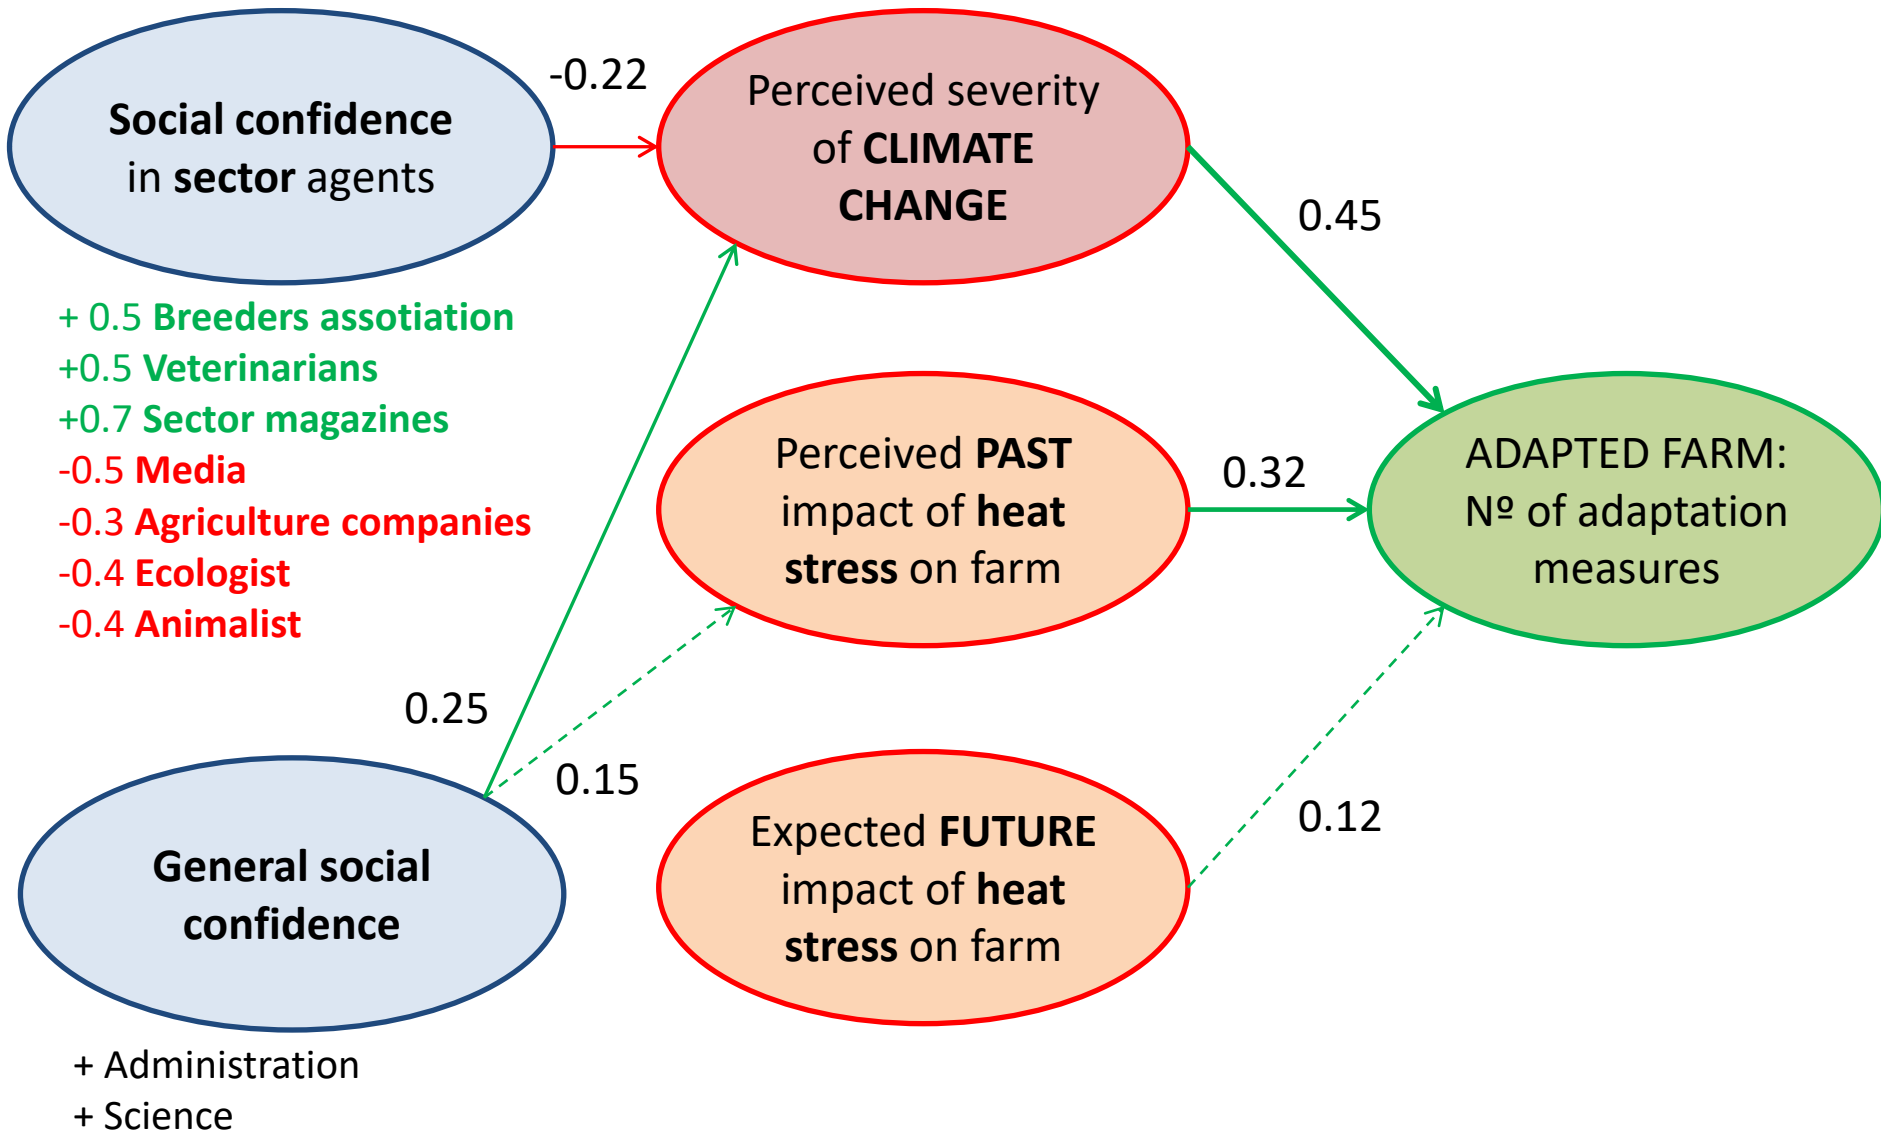 Social confidence
in sector agents
-0.22
Perceived severity
of CLIMATE
CHANGE
0.45
+ 0.5 Breeders assotiation
+0.5 Veterinarians
+0.7 Sector magazines
-0.5 Media
-0.3 Agriculture companies
-0.4 Ecologist
-0.4 Animalist
Perceived PAST
impact of heat
stress on farm
0.32
ADAPTED FARM:
Nº of adaptation
measures
0.25
0.15
General social
confidence
Expected FUTURE
impact of heat
stress on farm
0.12
+ Administration
+ Science